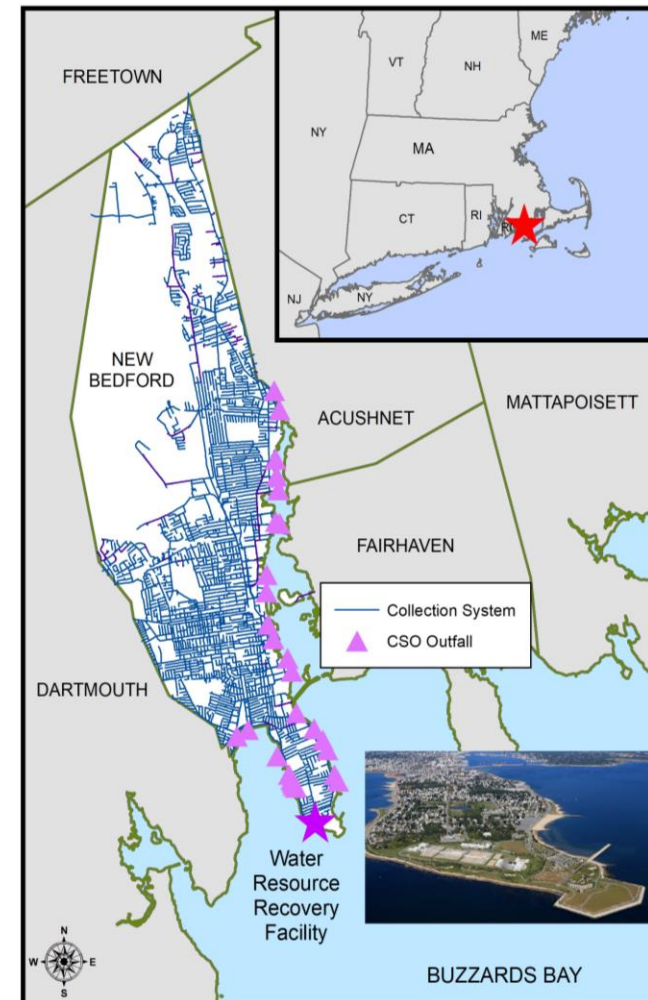 FREETOWN
ME
VT
NH
NY
MA
CT
RI
NJ
NY
NEW
BEDFORD
ACUSHNET
MATTAPOISETT
FAIRHAVEN
Collection System
CSO Outfall
DARTMOUTH
Water
Resource
Recovery
Facility
N
W
E
S
BUZZARDS BAY